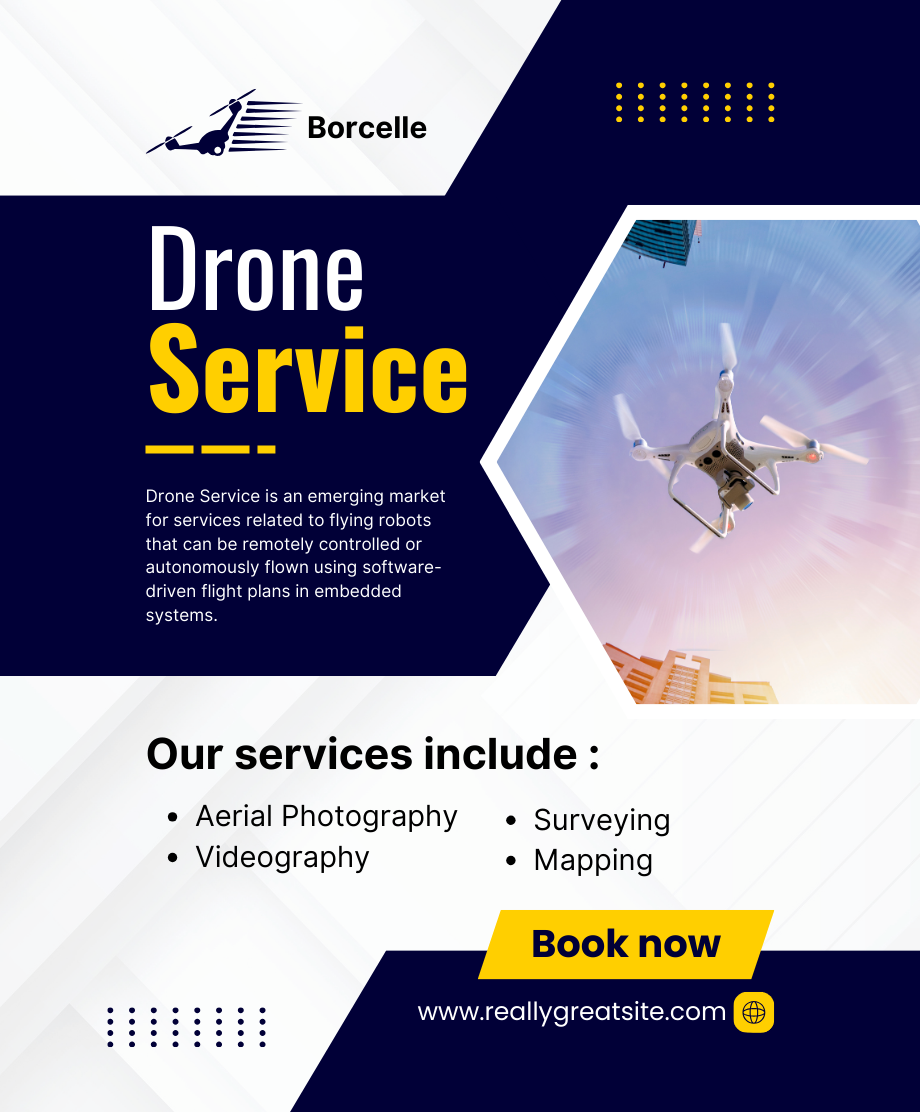 Borcelle
Drone
Service
Drone Service is an emerging market
for services related to flying robots
that can be remotely controlled or
autonomously flown using software-
driven flight plans in embedded
systems.
Our services include :
• Aerial Photography
• Videography
• Surveying
• Mapping
Book now
www.reallygreatsite.com